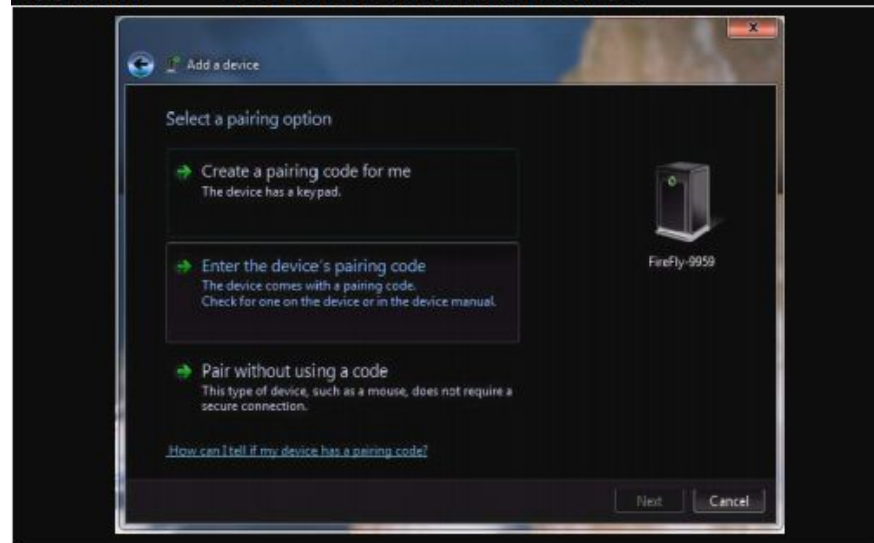 Add a device
Select a pairing option
Create a pairing code for me
The device has a keypad.
Enter the device's pairing code
The device comes with a pairing code.
Check for one on the device or in the device manual.
Pair without using a code
This type of device, such as a mouse, does not require a
secure connection.
How can I tell if my device has a pairing code?
FireFly-9959
Next
Cancel